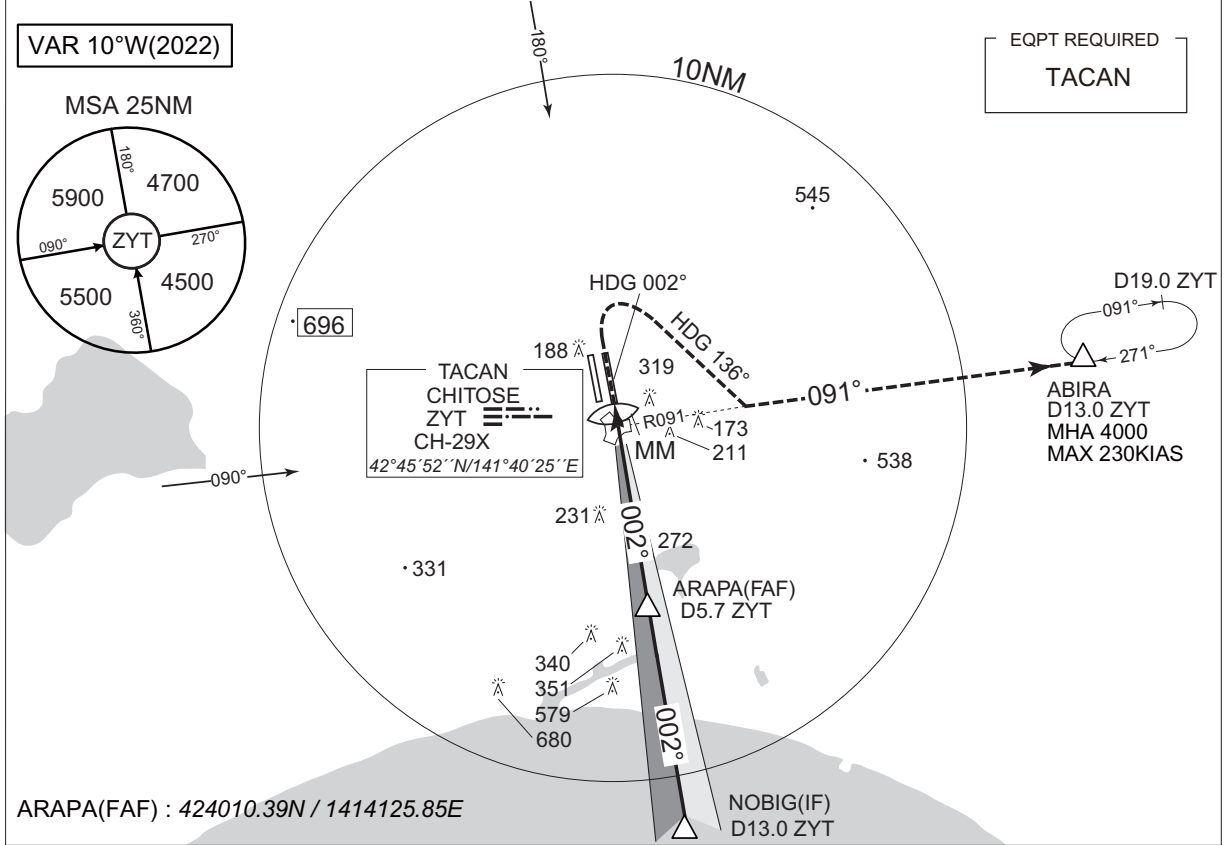 VAR 10°W(2022)
MSA 25NM
5900
4700
5500
4500
180°
090°
270°
360°
ZYT
180°
10NM
EQPT REQUIRED
TACAN
545
696
HDG 002°
HDG 136°
188
319
TACAN
CHITOSE
ZYT
CH-29X
42°45´52´´N/141°40´25´´E
R091
MM
173
211
091°
D19.0 ZYT
091°
271°
ABIRA
D13.0 ZYT
MHA 4000
MAX 230KIAS
538
090°
231
002°
272
331
ARAPA(FAF)
D5.7 ZYT
340
351
579
680
002°
NOBIG(IF)
D13.0 ZYT
ARAPA(FAF) : 424010.39N / 1414125.85E